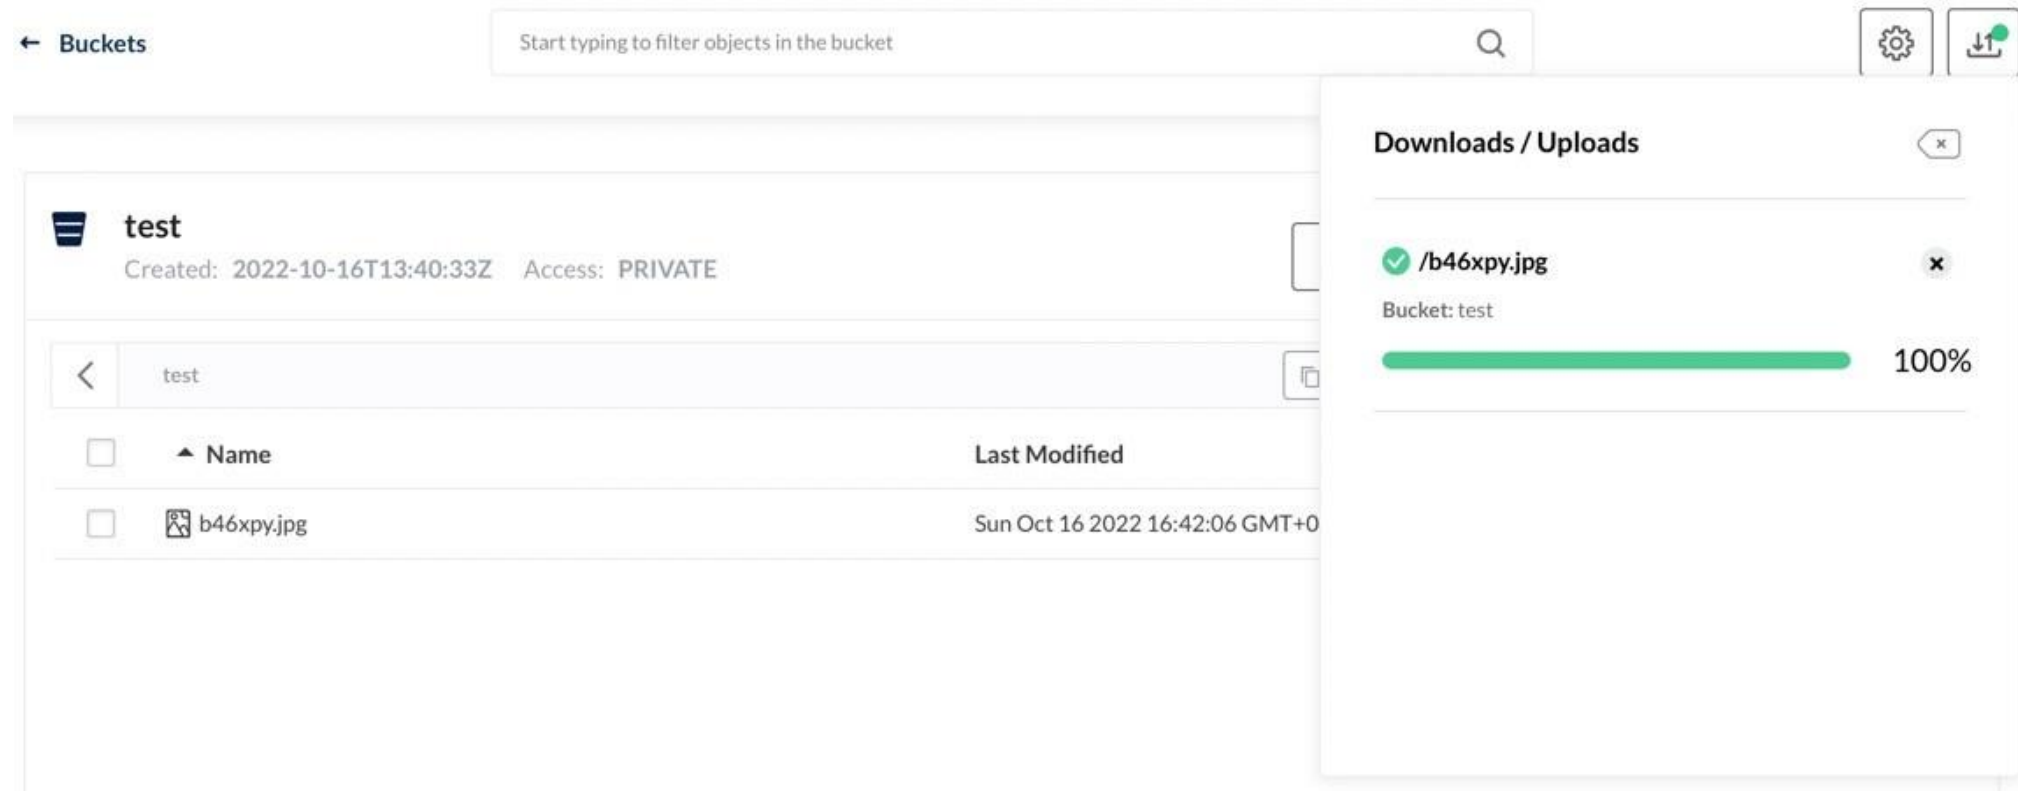 Buckets
Start typing to filter objects in the bucket
test
Created: 2022-10-16T13:40:33Z Access: PRIVATE
test
Name Last Modified
b46xpy.jpg Sun Oct 16 2022 16:42:06 GMT+0
Downloads / Uploads
/b46xpy.jpg
Bucket: test
100%